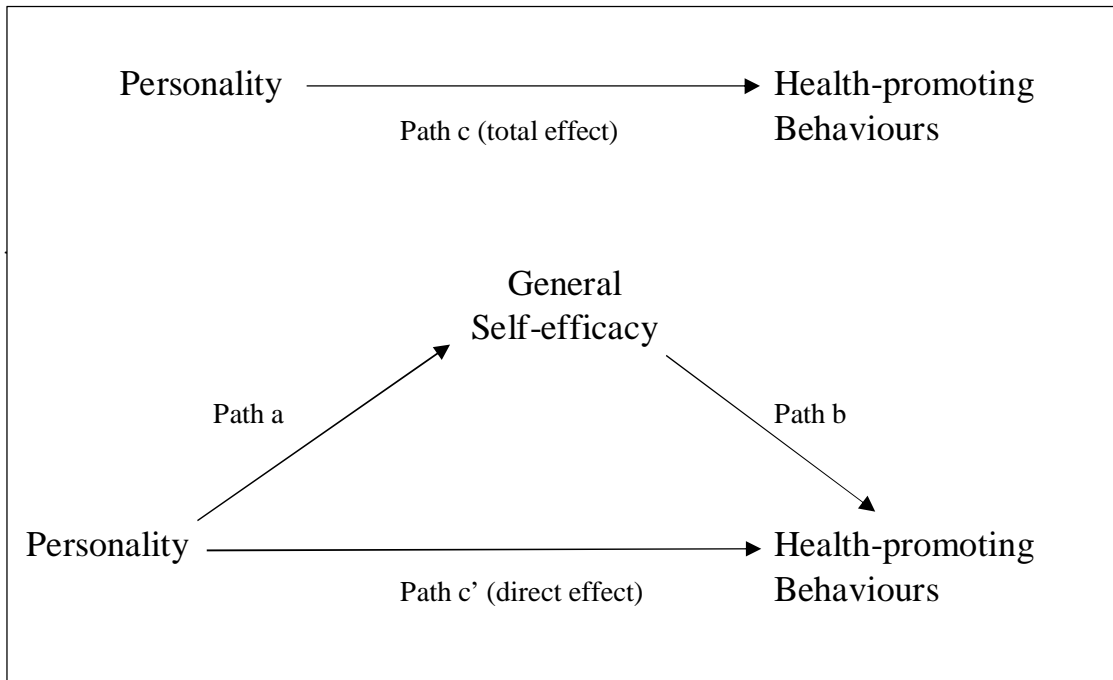 Personality
Health-promoting
Behaviours
Path c (total effect)
General
Self-efficacy
Path a
Path b
Personality
Health-promoting
Behaviours
Path c’ (direct effect)